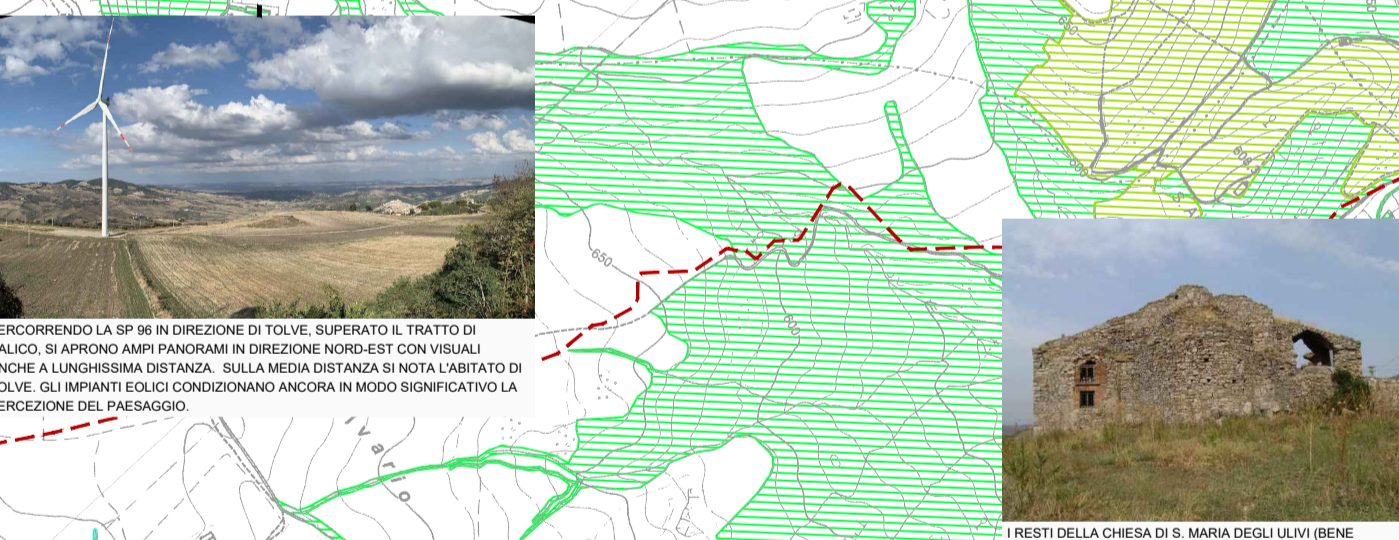 ERCORRENDO LA SP 96 IN DIREZIONE DI TOLVE, SUPERATO IL TRATTO DI
ALICO, SI APRONO AMPI PANORAMI IN DIREZIONE NORD-EST CON VISUALI
NCHE A LUNGHISSIMA DISTANZA. SULLA MEDIA DISTANZA SI NOTA L'ABITATO DI
OLVE. GLI IMPIANTI EOLICI CONDIZIONANO ANCORA IN MODO SIGNIFICATIVO LA
ERCEZIONE DEL PAESAGGIO.
650
650
600
600
vario
I RESTI DELLA CHIESA DI S. MARIA DEGLI ULIVI (BENE